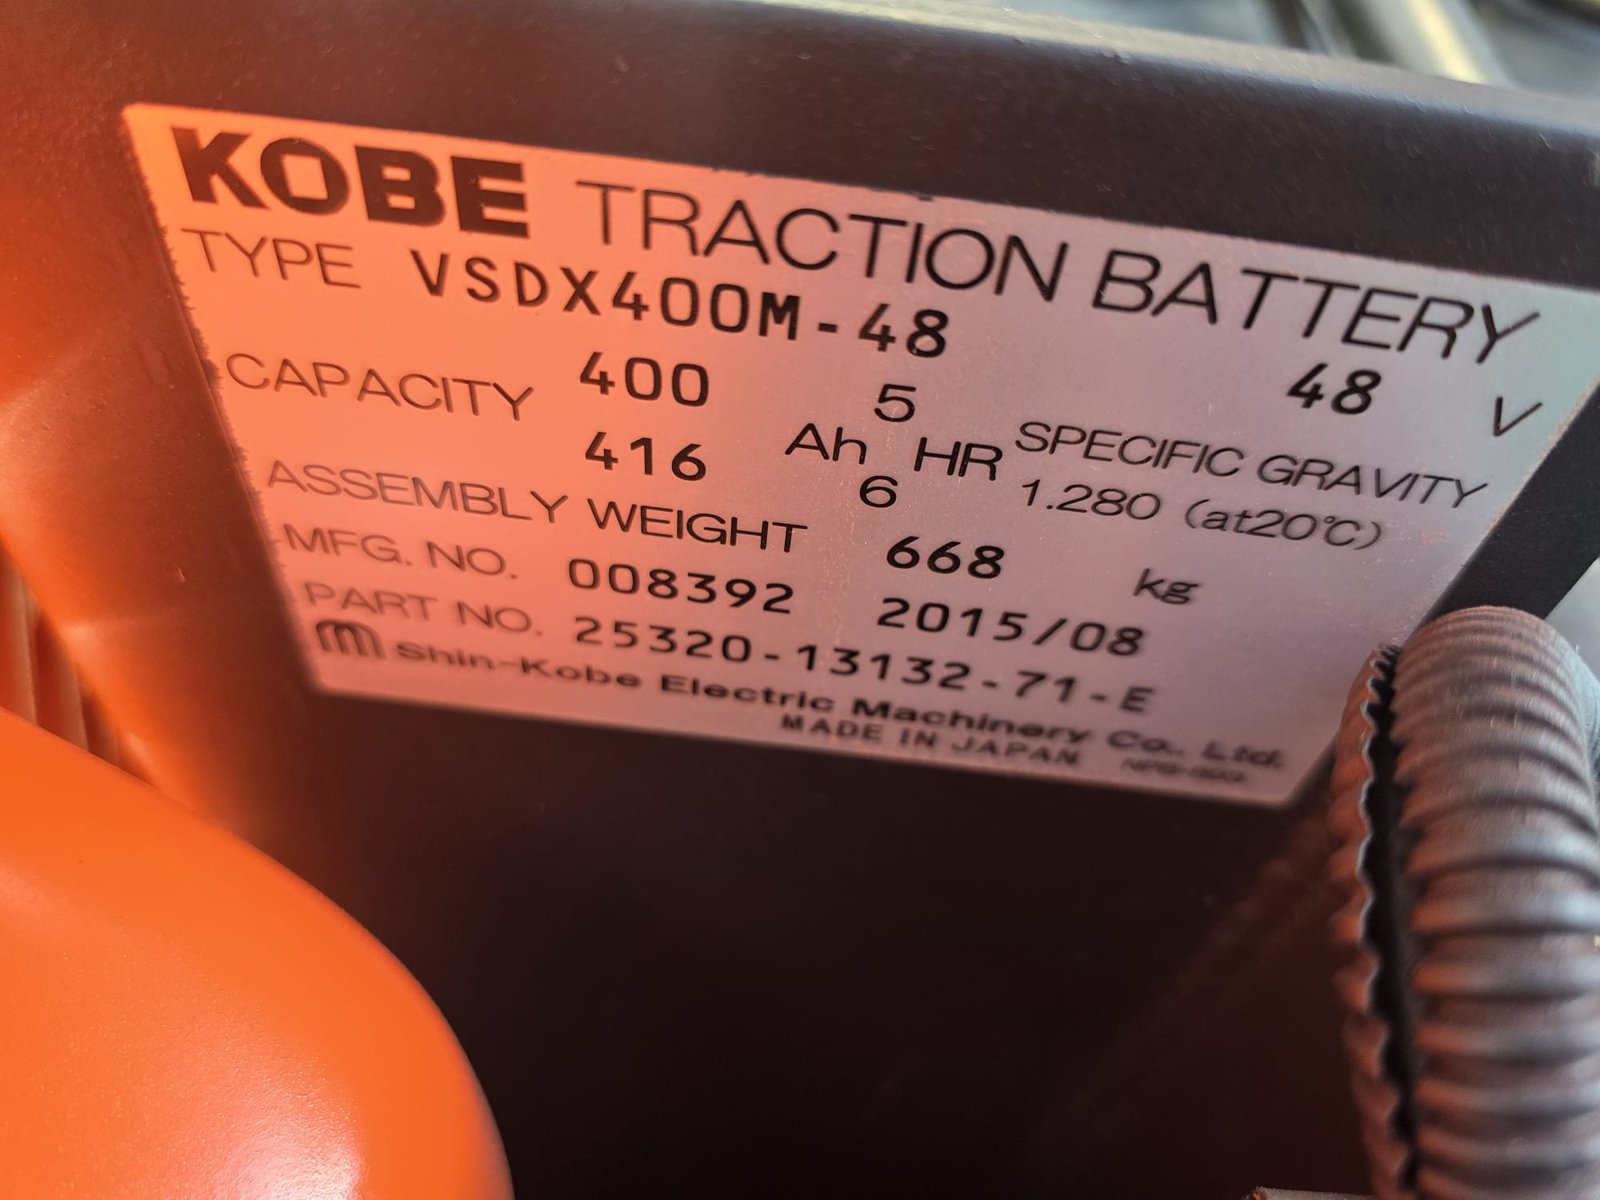 KOBE TRACTION BATTERY
TYPE VSDX400M-48 48 V
CAPACITY 400 5
416 Ah 6 HR
SPECIFIC GRAVITY
1.280 (at20℃)
ASSEMBLY WEIGHT 668 kg
MFG. NO. 008392 2015/08
PART NO. 25320-13132-71-E
Shin-Kobe Electric Machinery Co., Ltd.
MADE IN JAPAN